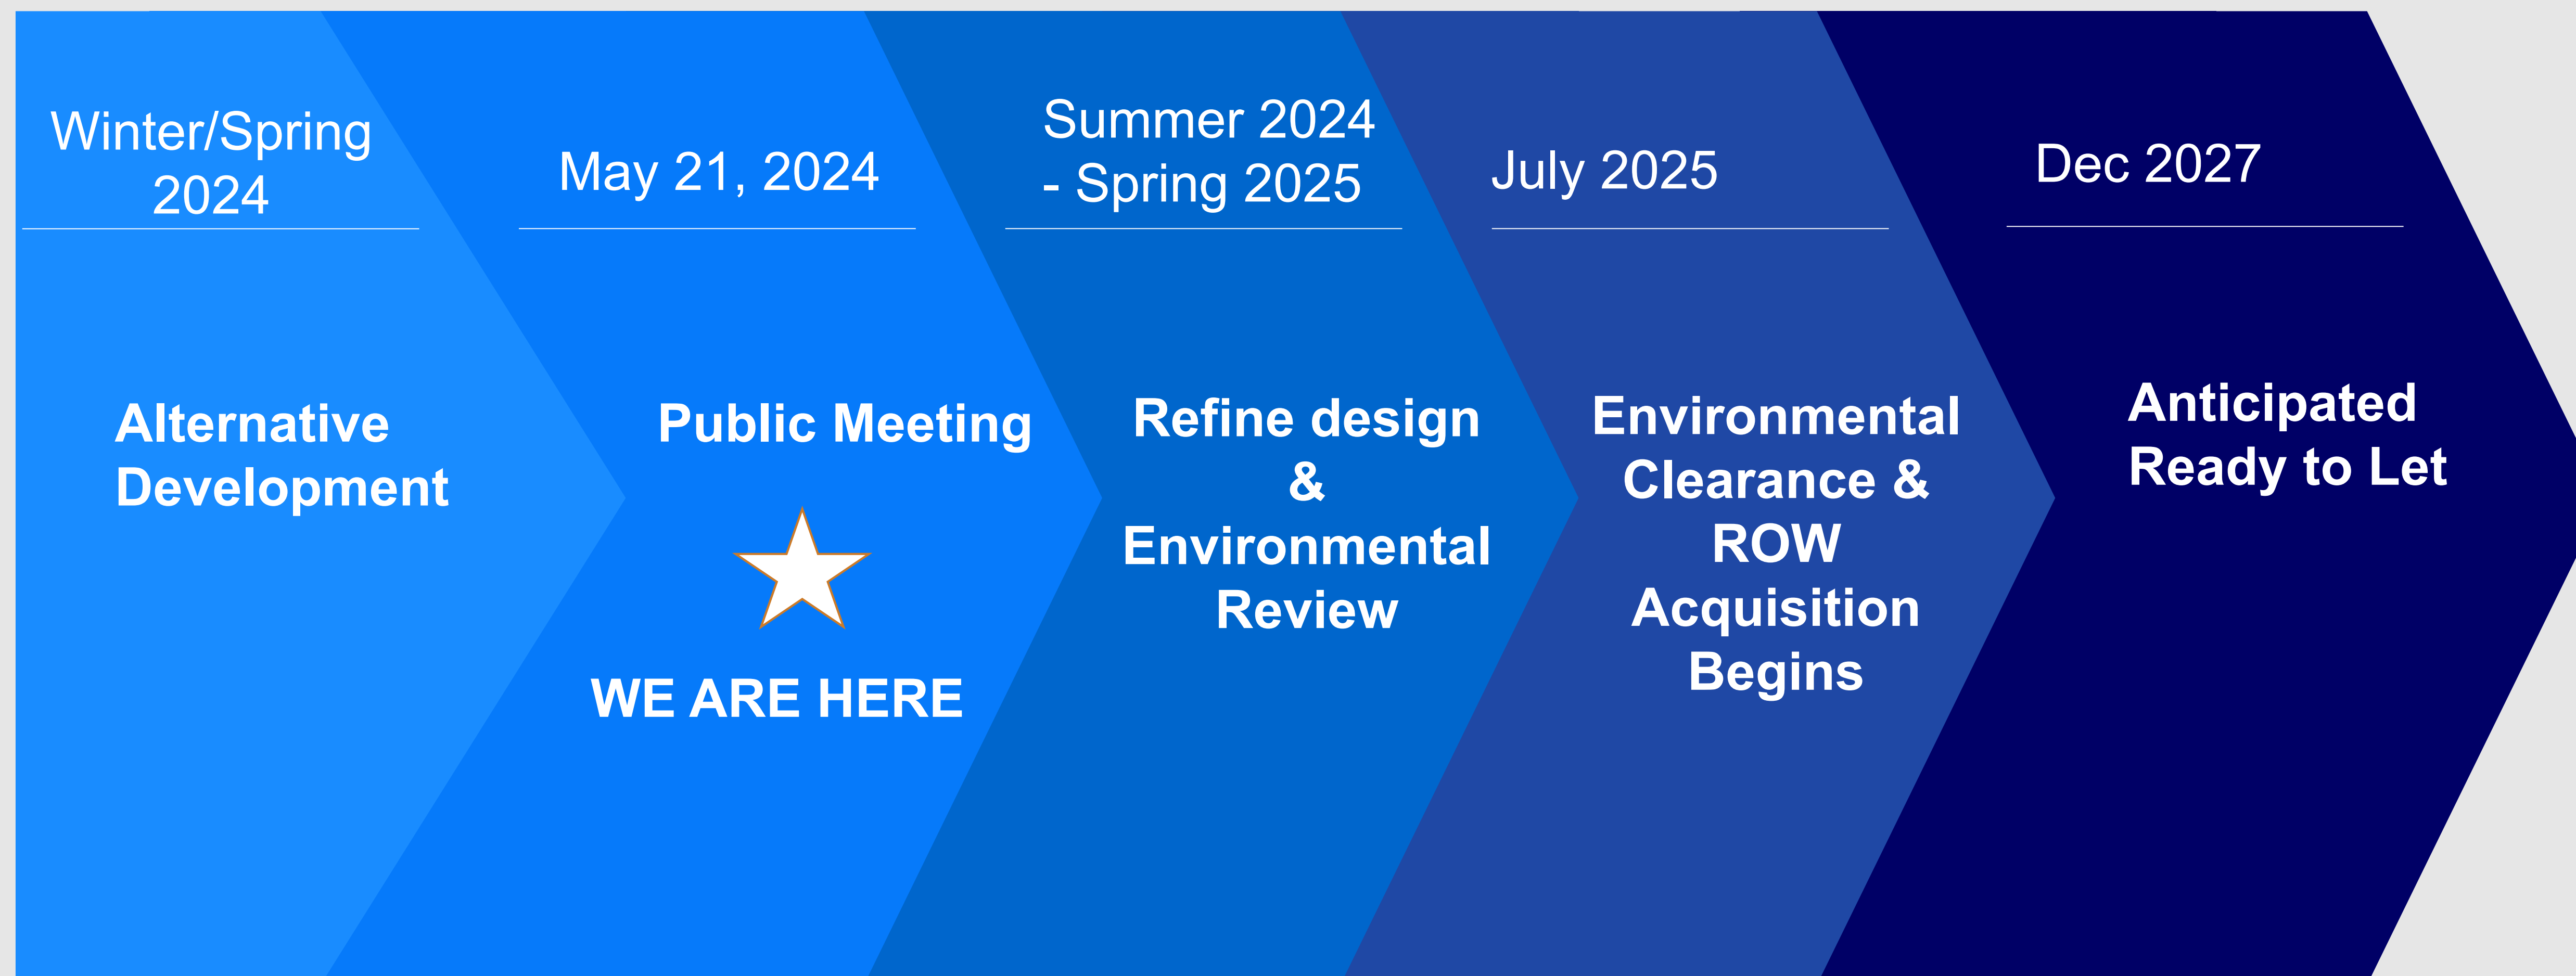 Winter/Spring
2024
Alternative
Development
May 21, 2024
Public Meeting
WE ARE HERE
Summer 2024
- Spring 2025
Refine design
&
Environmental
Review
July 2025
Environmental
Clearance &
ROW
Acquisition
Begins
Dec 2027
Anticipated
Ready to Let